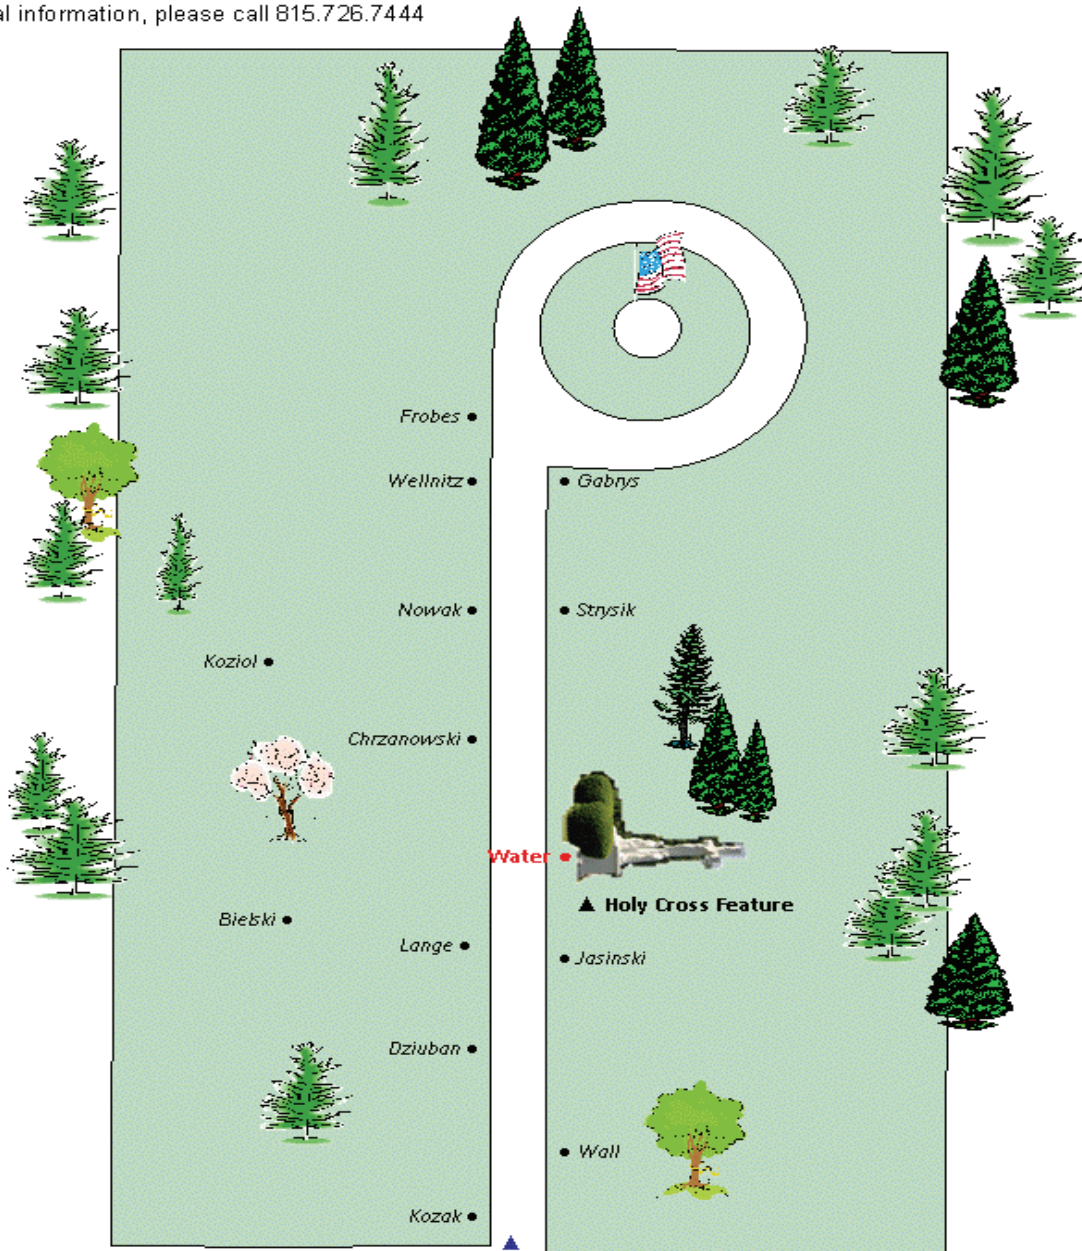 information, please call 815.726.7444
Frobes
Wellnitz
Gabrys
Nowak
Strysik
Koziol
Chrzanowski
Water
Holy Cross Feature
Bielski
Lange
Jasinski
Dziuban
Wall
Kozak